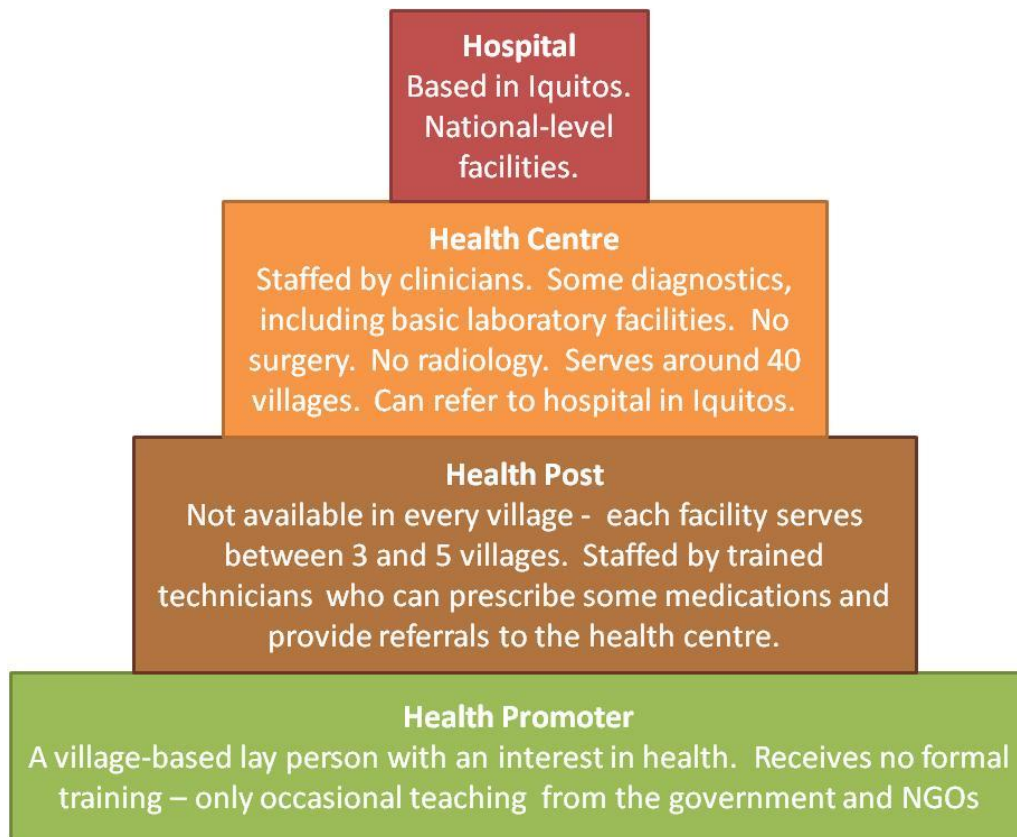 Hospital
Based in Iquitos.
National-level
facilities.
Health Centre
Staffed by clinicians.  Some diagnostics,
including basic laboratory facilities.  No
surgery.  No radiology.  Serves around 40
villages.  Can refer to hospital in Iquitos.
Health Post
Not available in every village -  each facility serves
between 3 and 5 villages.  Staffed by trained
technicians  who can prescribe some medications and
provide referrals to the health centre.
Health Promoter
A village-based lay person with an interest in health.  Receives no formal
training – only occasional teaching  from the government and NGOs